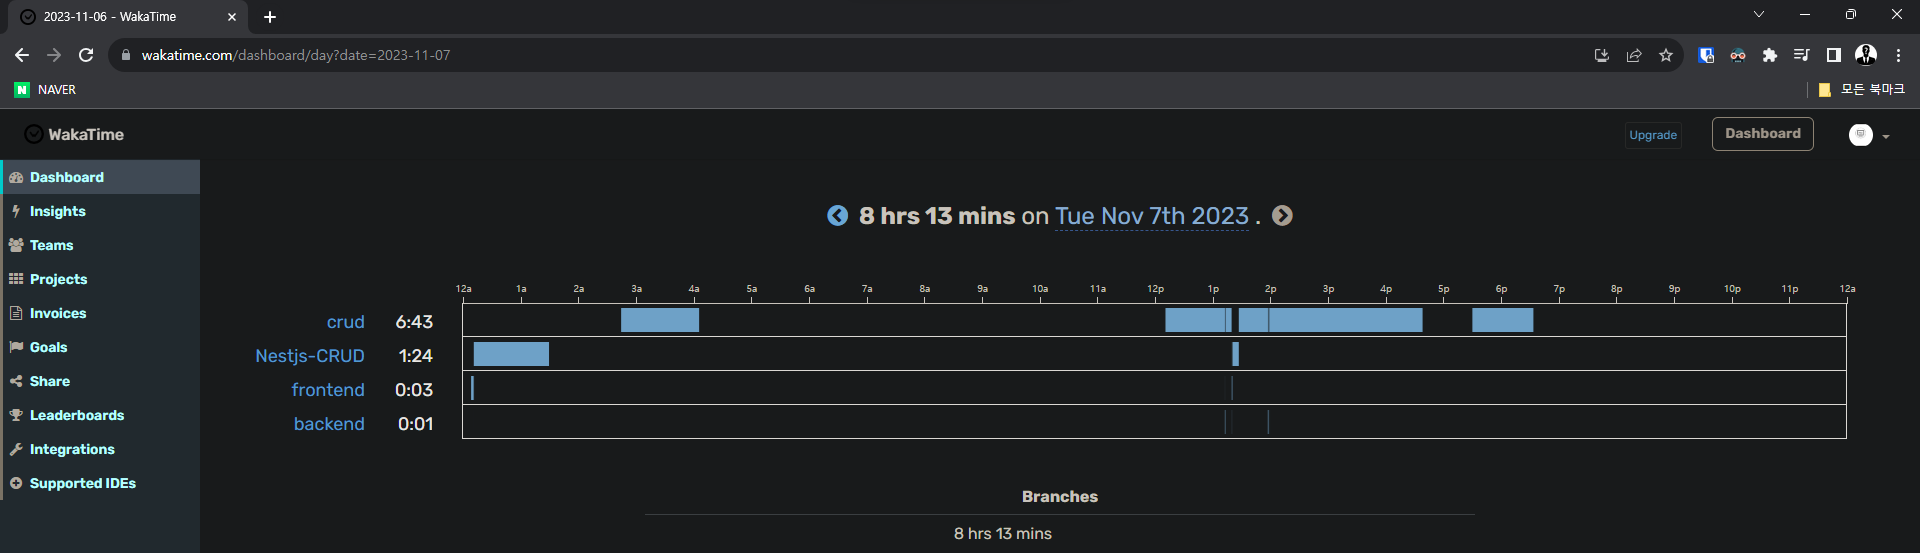 2023-11-06 - WakaTime
wakatime.com/dashboard/day?date=2023-11-07
N NAVER
모든 북마크
WakaTime
Upgrade
Dashboard
Dashboard
Insights
Teams
Projects
Invoices
Goals
Share
Leaderboards
Integrations
Supported IDEs
8 hrs 13 mins on Tue Nov 7th 2023 .
12a 1a 2a 3a 4a 5a 6a 7a 8a 9a 10a 11a 12p 1p 2p 3p 4p 5p 6p 7p 8p 9p 10p 11p 12a
crud 6:43
Nestjs-CRUD 1:24
frontend 0:03
backend 0:01
Branches
8 hrs 13 mins